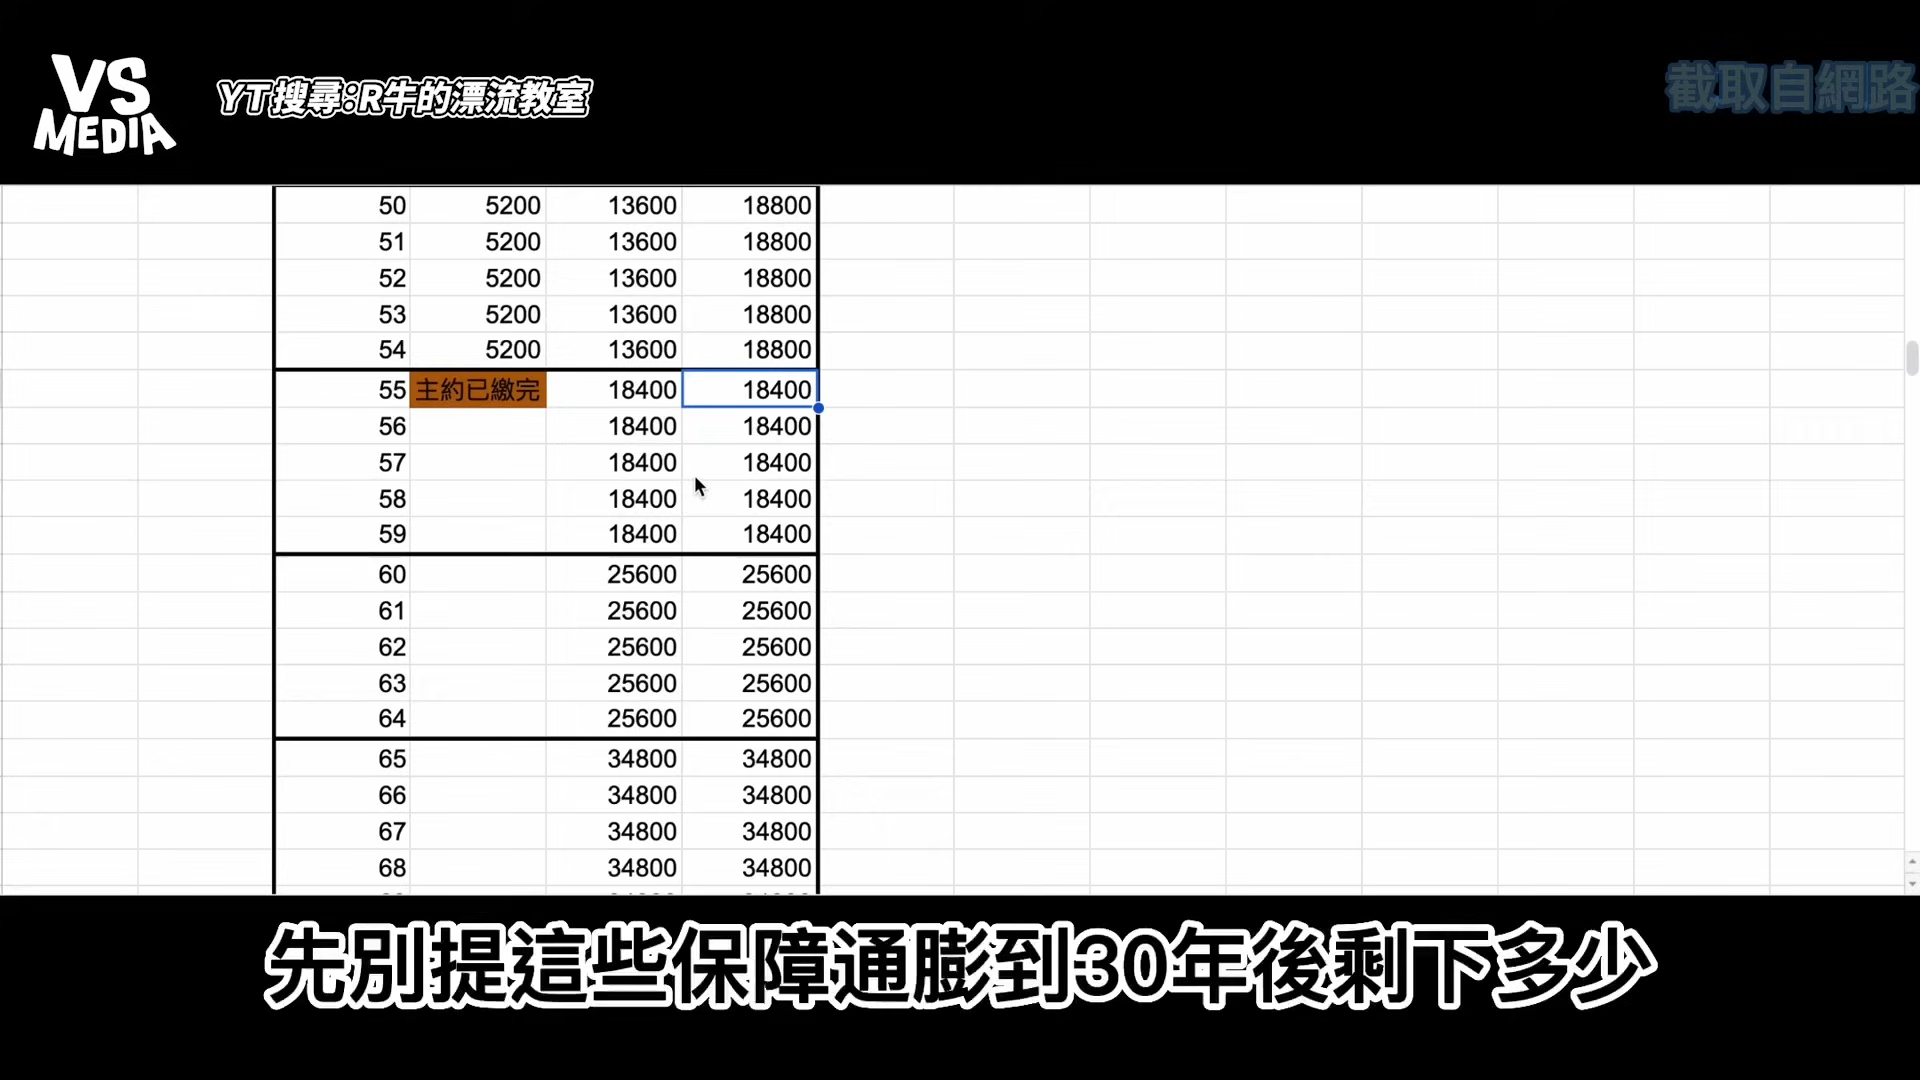 VS
MEDIA
YT搜尋:R牛的漂流教室
截取自網路
50 5200 13600 18800
51 5200 13600 18800
52 5200 13600 18800
53 5200 13600 18800
54 5200 13600 18800
55 主約已繳完 18400 18400
56 18400 18400
57 18400 18400
58 18400 18400
59 18400 18400
60 25600 25600
61 25600 25600
62 25600 25600
63 25600 25600
64 25600 25600
65 34800 34800
66 34800 34800
67 34800 34800
68 34800 34800
先別提這些保障通膨到30年後剩下多少